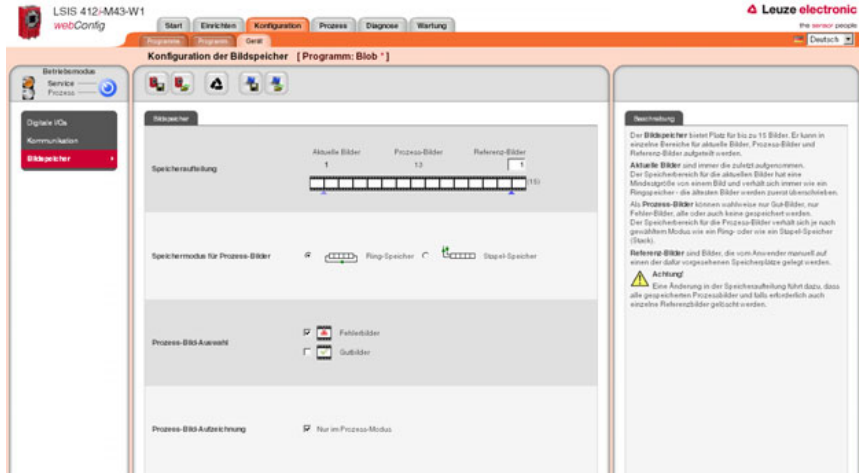 LSIS 412i-M43-W1
webConfig
Start Einrichten Konfiguration Prozess Diagnose Wartung
Leuze electronic
the sensor people
Programme Programm Gerät
Deutsch
Konfiguration der Bildspeicher [ Programm: Blob * ]
Betriebsmodus
Service
Prozess
Digitale I/Os
Kommunikation
Bildspeicher
Bildspeicher
Aktuelle Bilder Prozess-Bilder Referenz-Bilder
Speicheraufteilung 1 13 1
(15)
Speichermodus für Prozess-Bilder Ring-Speicher Stapel-Speicher
Prozess-Bild-Auswahl
Fehlerbilder
Gutbilder
Prozess-Bild-Aufzeichnung Nur im Prozess-Modus
Beschreibung
Der Bildspeicher bietet Platz für bis zu 15 Bilder. Er kann in
einzelne Bereiche für aktuelle Bilder, Prozess-Bilder und
Referenz-Bilder aufgeteilt werden.
Aktuelle Bilder sind immer die zuletzt aufgenommen.
Der Speicherbereich für die aktuellen Bilder hat eine
Mindestgröße von einem Bild und verhält sich immer wie ein
Ringspeicher - die ältesten Bilder werden zuerst überschrieben.
Als Prozess-Bilder können wahlweise nur Gut-Bilder, nur
Fehler-Bilder, alle oder auch keine gespeichert werden.
Der Speicherbereich für die Prozess-Bilder verhält sich je nach
gewähltem Modus wie ein Ring- oder wie ein Stapel-Speicher
(Stack).
Referenz-Bilder sind Bilder, die vom Anwender manuell auf
einen der dafür vorgesehenen Speicherplätze gelegt werden.
Achtung!
Eine Änderung in der Speicheraufteilung führt dazu, dass
alle gespeicherten Prozessbilder und falls erforderlich auch
einzelne Referenzbilder gelöscht werden.